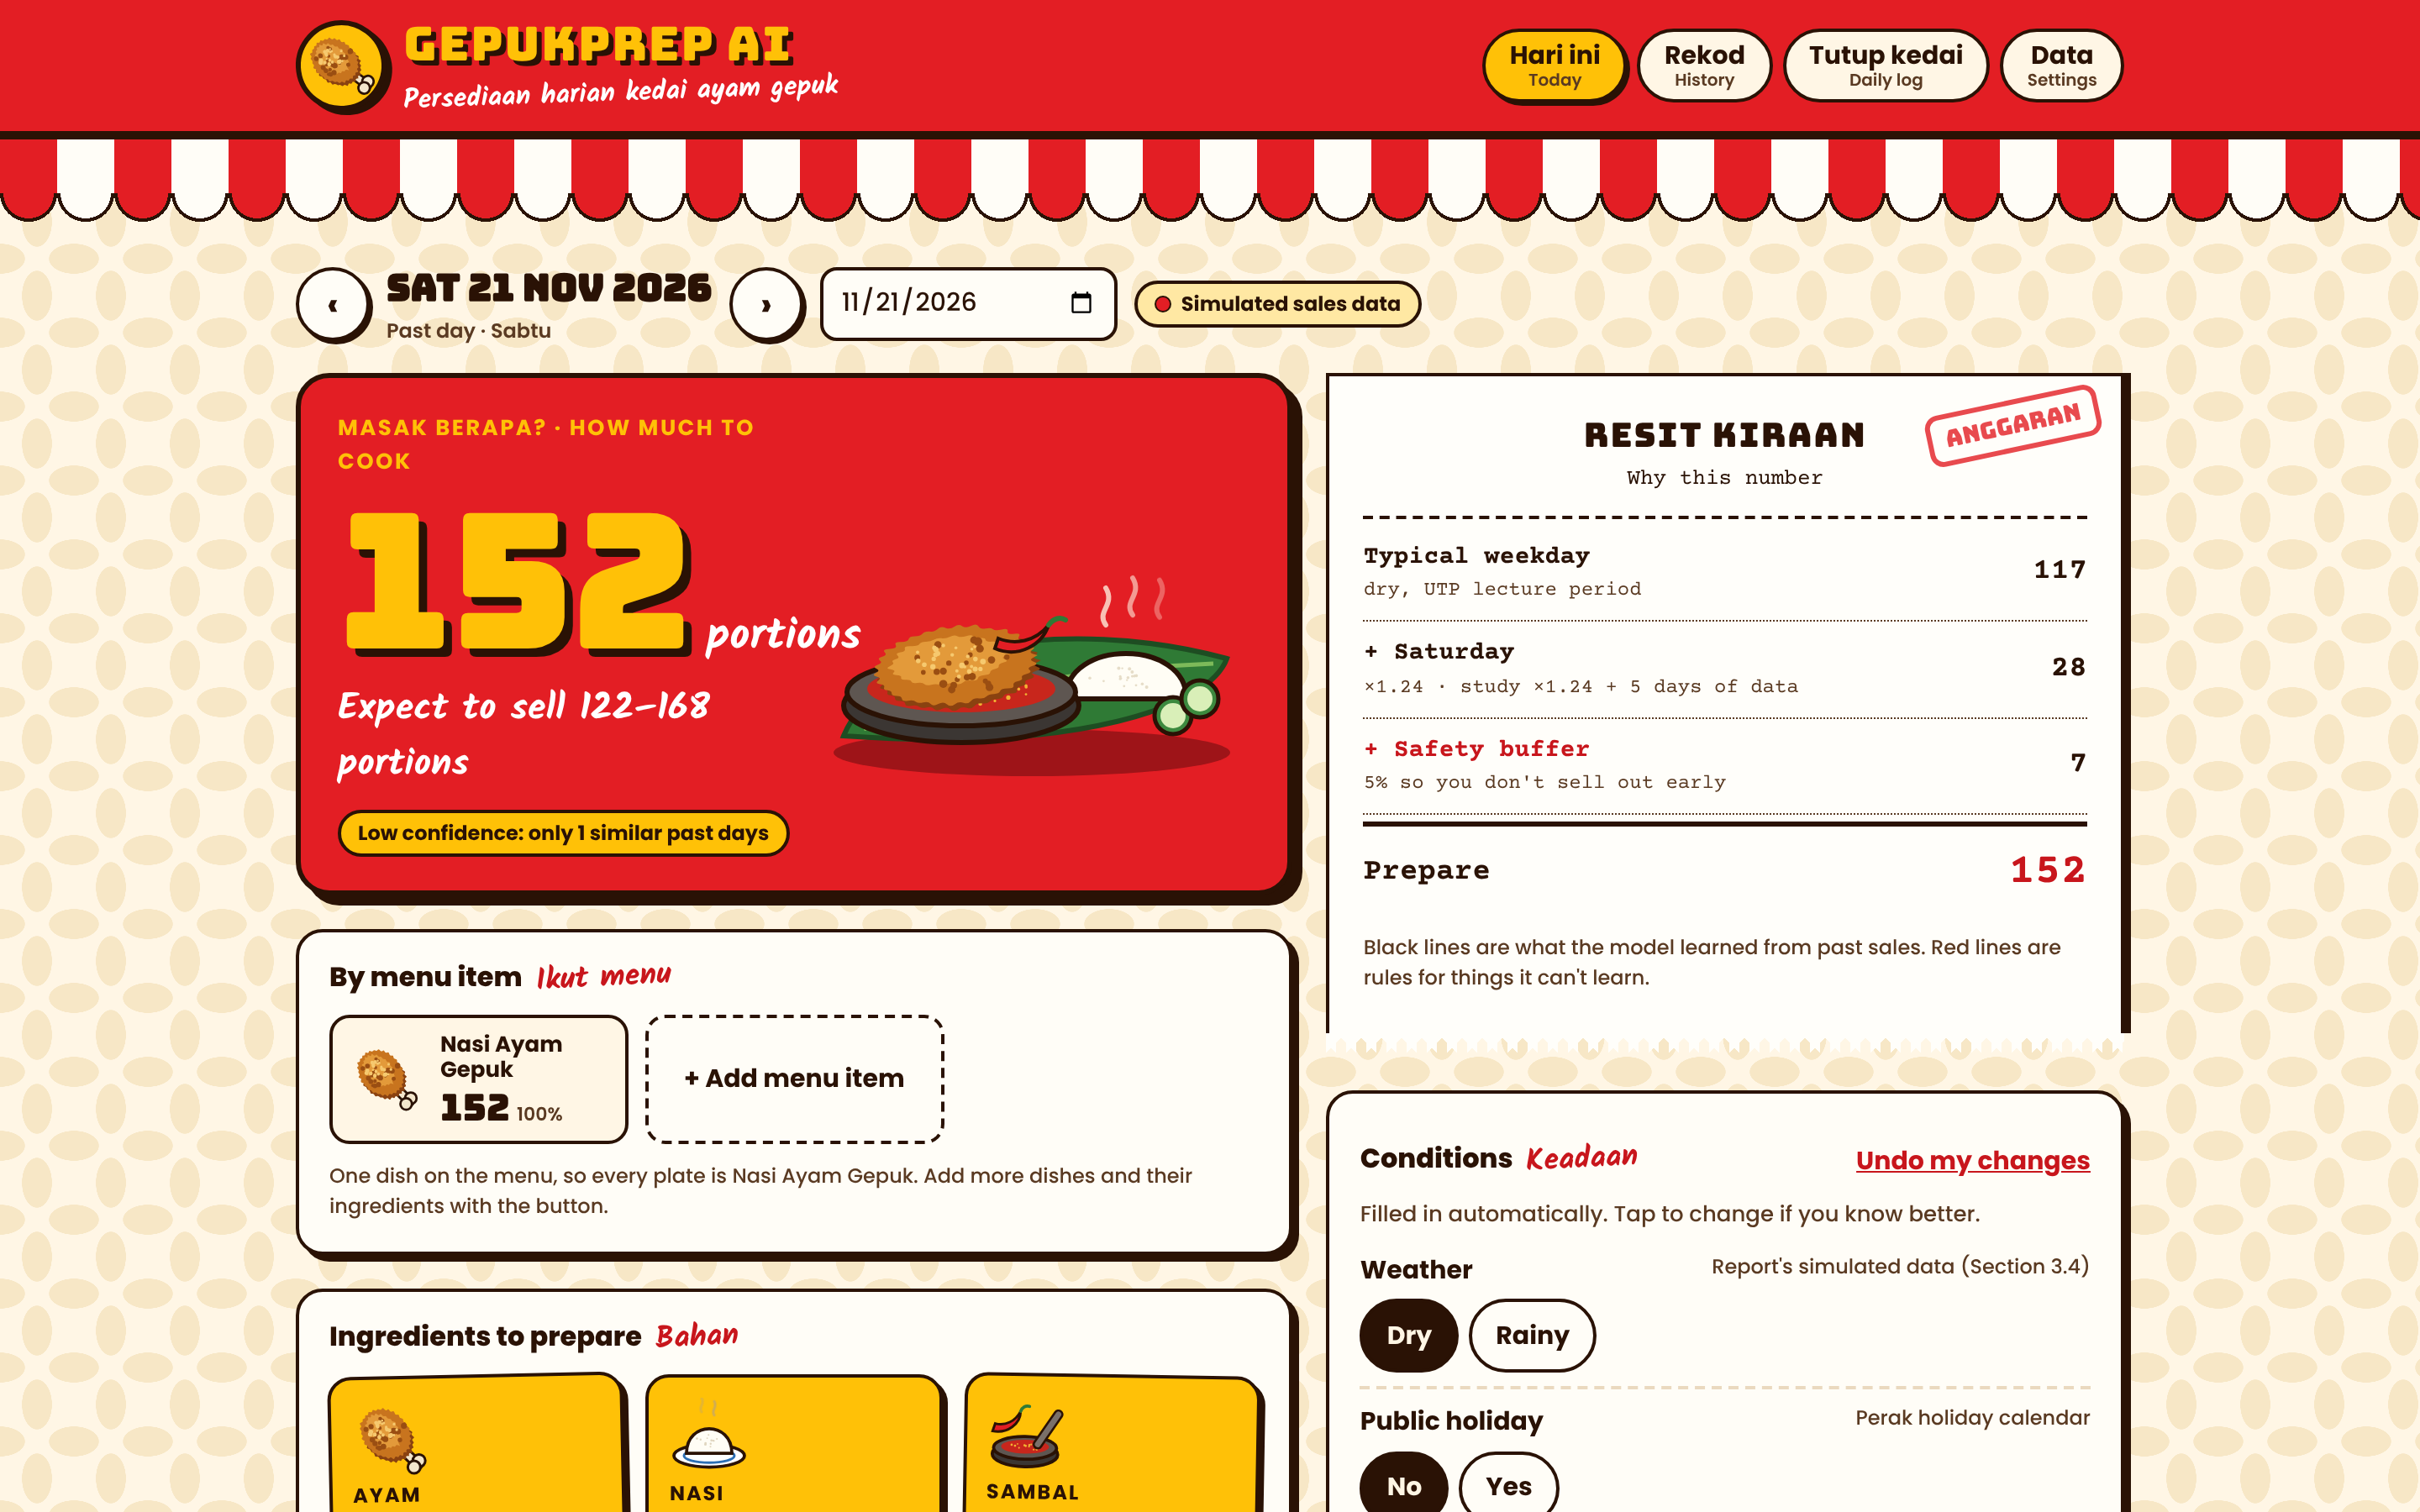 GEPUKPREP AI
Persediaan harian kedai ayam gepuk
Hari ini
Today
Rekod
History
Tutup kedai
Daily log
Data
Settings
‹
SAT 21 NOV 2026
Past day · Sabtu
›
11/21/2026
Simulated sales data
MASAK BERAPA? · HOW MUCH TO
COOK
152 portions
Expect to sell 122–168
portions
Low confidence: only 1 similar past days
By menu item Ikut menu
Nasi Ayam
Gepuk
152 100%
+ Add menu item
One dish on the menu, so every plate is Nasi Ayam Gepuk. Add more dishes and their
ingredients with the button.
Ingredients to prepare Bahan
AYAM
NASI
SAMBAL
RESIT KIRAAN
ANGGARAN
Why this number
Typical weekday 117
dry, UTP lecture period
+ Saturday 28
×1.24 · study ×1.24 + 5 days of data
+ Safety buffer 7
5% so you don't sell out early
Prepare 152
Black lines are what the model learned from past sales. Red lines are
rules for things it can't learn.
Conditions Keadaan Undo my changes
Filled in automatically. Tap to change if you know better.
Weather Report's simulated data (Section 3.4)
Dry Rainy
Public holiday Perak holiday calendar
No Yes